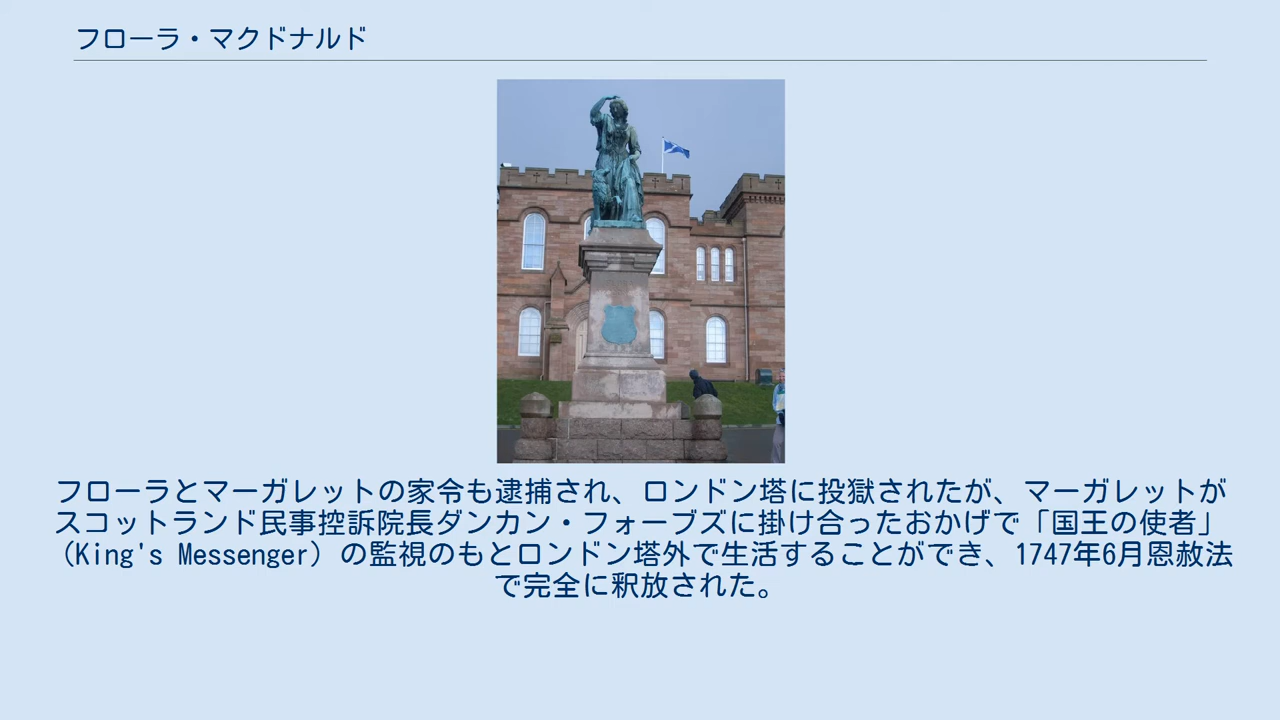 フローラ・マクドナルド
フローラとマーガレットの家令も逮捕され、ロンドン塔に投獄されたが、マーガレットが
スコットランド民事控訴院長ダンカン・フォーブズに掛け合ったおかげで「国王の使者」
（King's Messenger）の監視のもとロンドン塔外で生活することができ、1747年6月恩赦法
で完全に釈放された。